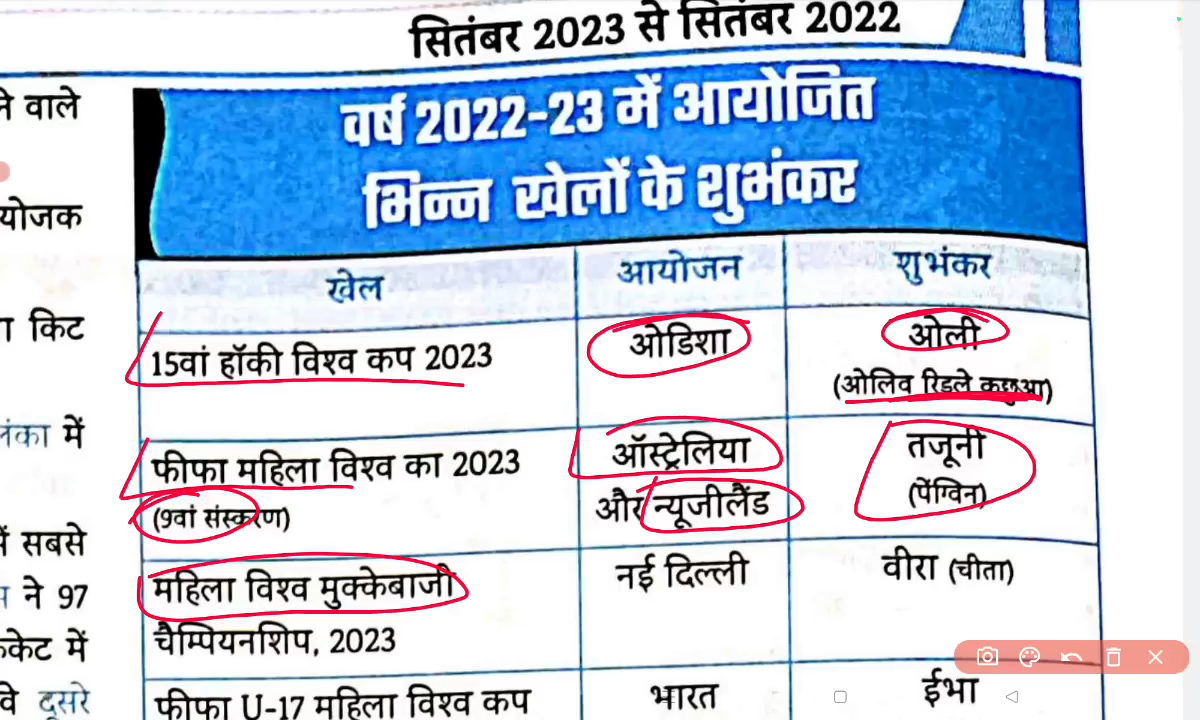 सितंबर 2023 से सितंबर 2022
वर्ष 2022-23 में आयोजित
भिन्न खेलों के शुभंकर
खेल आयोजन शुभंकर
15वां हॉकी विश्व कप 2023 ओडिशा ओली
(ओलिव रिडले कछुआ)
फीफा महिला विश्व का 2023 ऑस्ट्रेलिया तजूनी
(9वां संस्करण) और न्यूजीलैंड (पेंग्विन)
महिला विश्व मुक्केबाजी नई दिल्ली वीरा (चीता)
चैम्पियनशिप, 2023
फीफा U-17 महिला विश्व कप भारत ईभा
वाले
किट
में
सबसे
ने 97
में
दूसरे